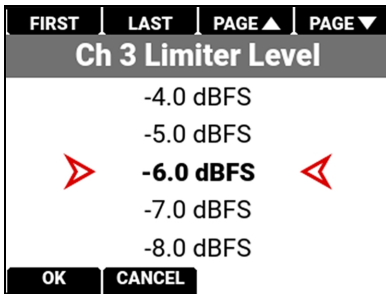 FIRST LAST PAGE▲ PAGE▼
Ch 3 Limiter Level
-4.0 dBFS
-5.0 dBFS
-6.0 dBFS
-7.0 dBFS
-8.0 dBFS
OK CANCEL